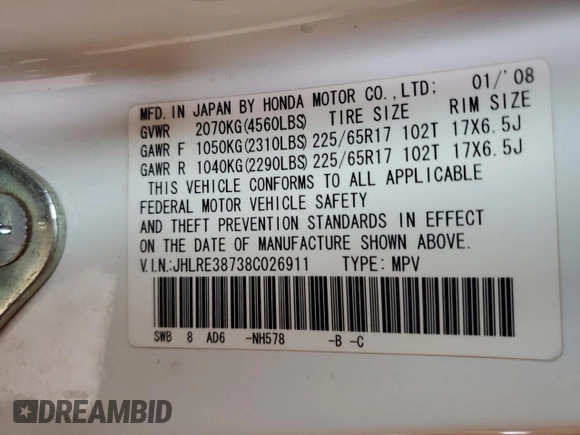 MFD. IN JAPAN BY HONDA MOTOR CO., LTD: 01/'08
GVWR 2070KG(4560LBS) TIRE SIZE RIM SIZE
GAWR F 1050KG(2310LBS) 225/65R17 102T 17X6.5J
GAWR R 1040KG(2290LBS) 225/65R17 102T 17X6.5J
THIS VEHICLE CONFORMS TO ALL APPLICABLE
FEDERAL MOTOR VEHICLE SAFETY
AND THEFT PREVENTION STANDARDS IN EFFECT
ON THE DATE OF MANUFACTURE SHOWN ABOVE.
V.I.N.:JHLRE38738C026911 TYPE: MPV
SWB 8 AD6 -NH578 -B -C
DREAMBID